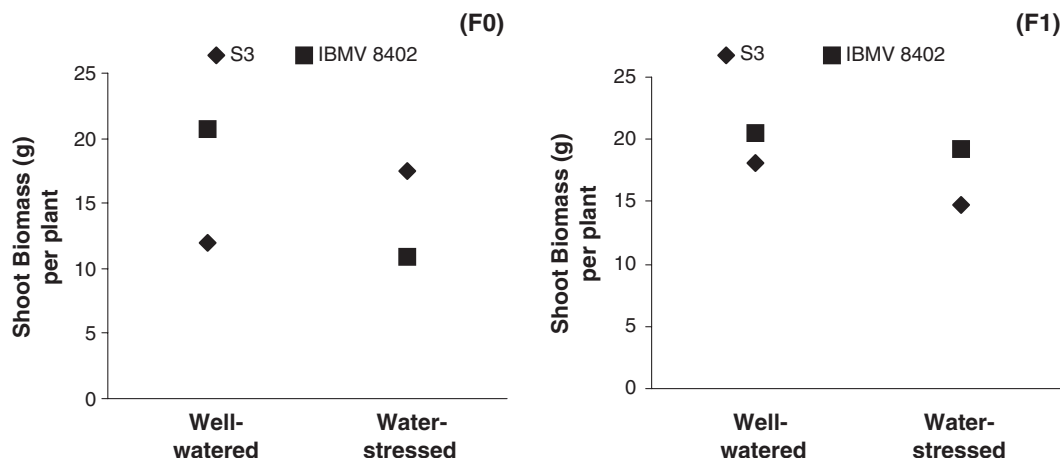 (F0)
S3 IBMV 8402
25
20
15
10
5
0
Shoot Biomass (g)
per plant
Well-
watered
Water-
stressed
(F1)
S3 IBMV 8402
25
20
15
10
5
0
Shoot Biomass (g)
per plant
Well-
watered
Water-
stressed